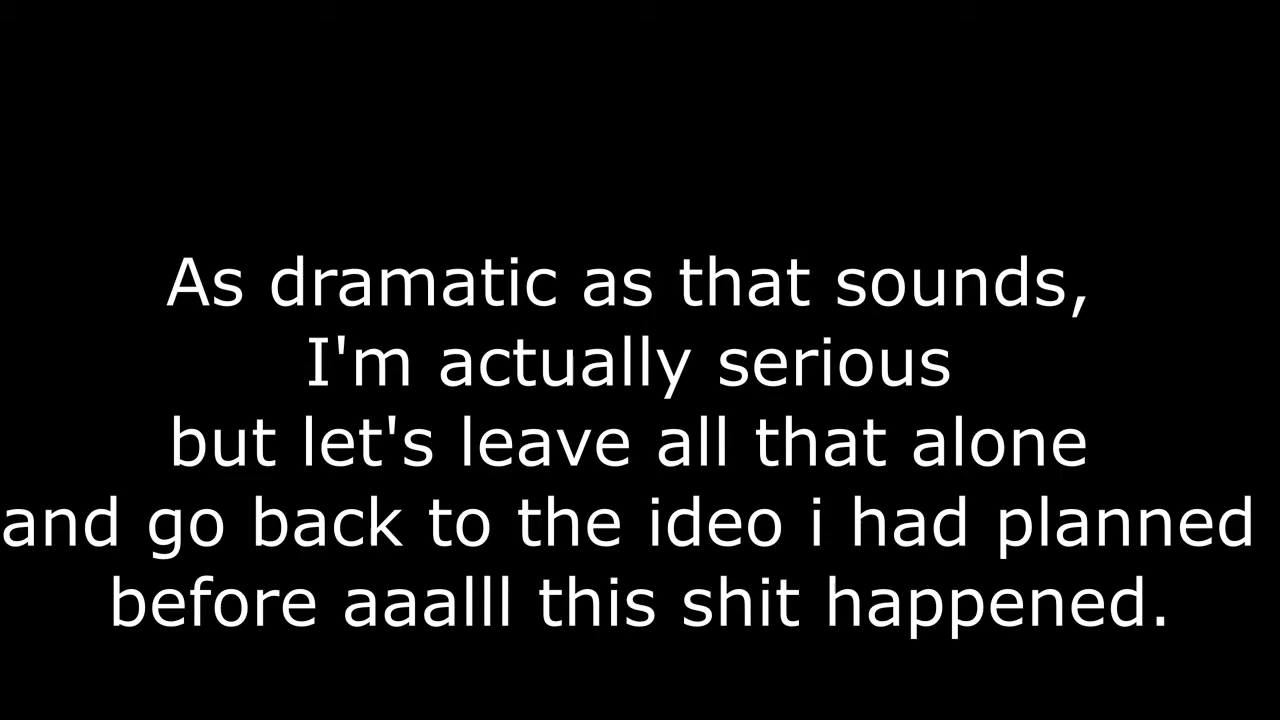 As dramatic as that sounds,
I'm actually serious
but let's leave all that alone
and go back to the ideo i had planned
before aaalll this shit happened.